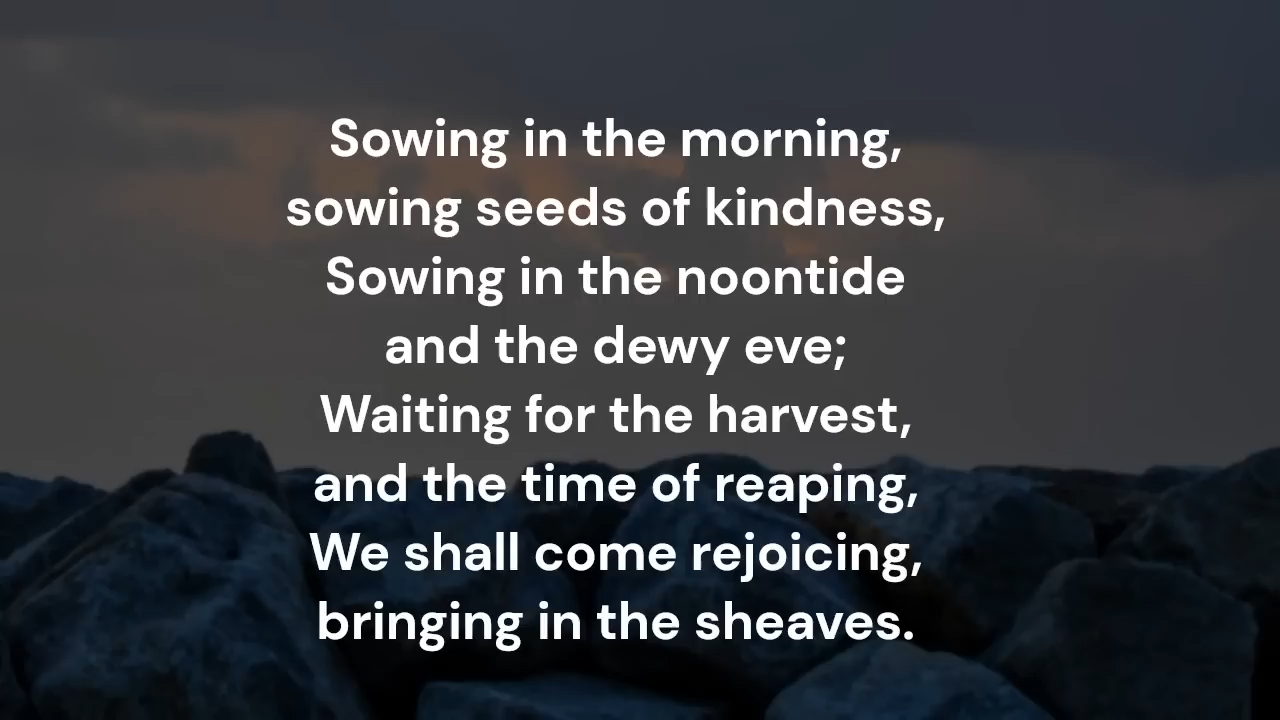 Sowing in the morning,
sowing seeds of kindness,
Sowing in the noontide
and the dewy eve;
Waiting for the harvest,
and the time of reaping,
We shall come rejoicing,
bringing in the sheaves.